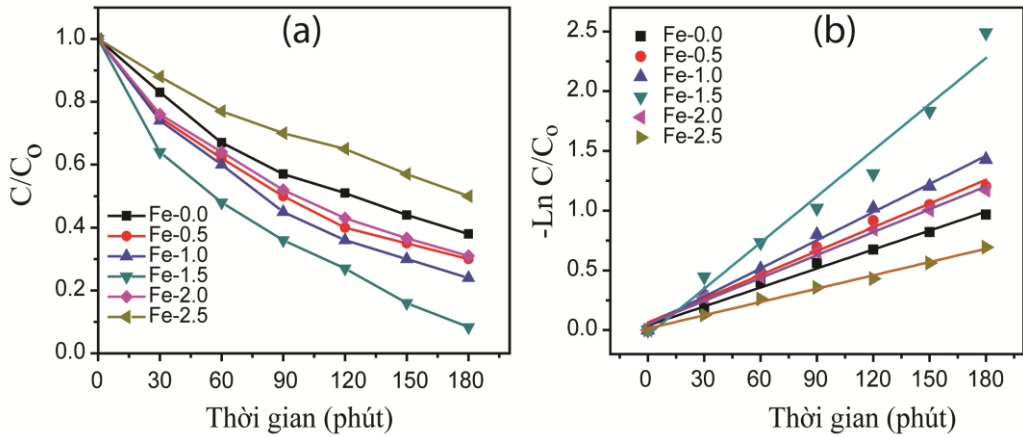 (a)
C/C₀
1.0
0.8
0.6
0.4
0.2
0.0
Fe-0.0
Fe-0.5
Fe-1.0
Fe-1.5
Fe-2.0
Fe-2.5
0 30 60 90 120 150 180
Thời gian (phút)
(b)
-Ln C/C₀
2.5
2.0
1.5
1.0
0.5
0.0
Fe-0.0
Fe-0.5
Fe-1.0
Fe-1.5
Fe-2.0
Fe-2.5
0 30 60 90 120 150 180
Thời gian (phút)